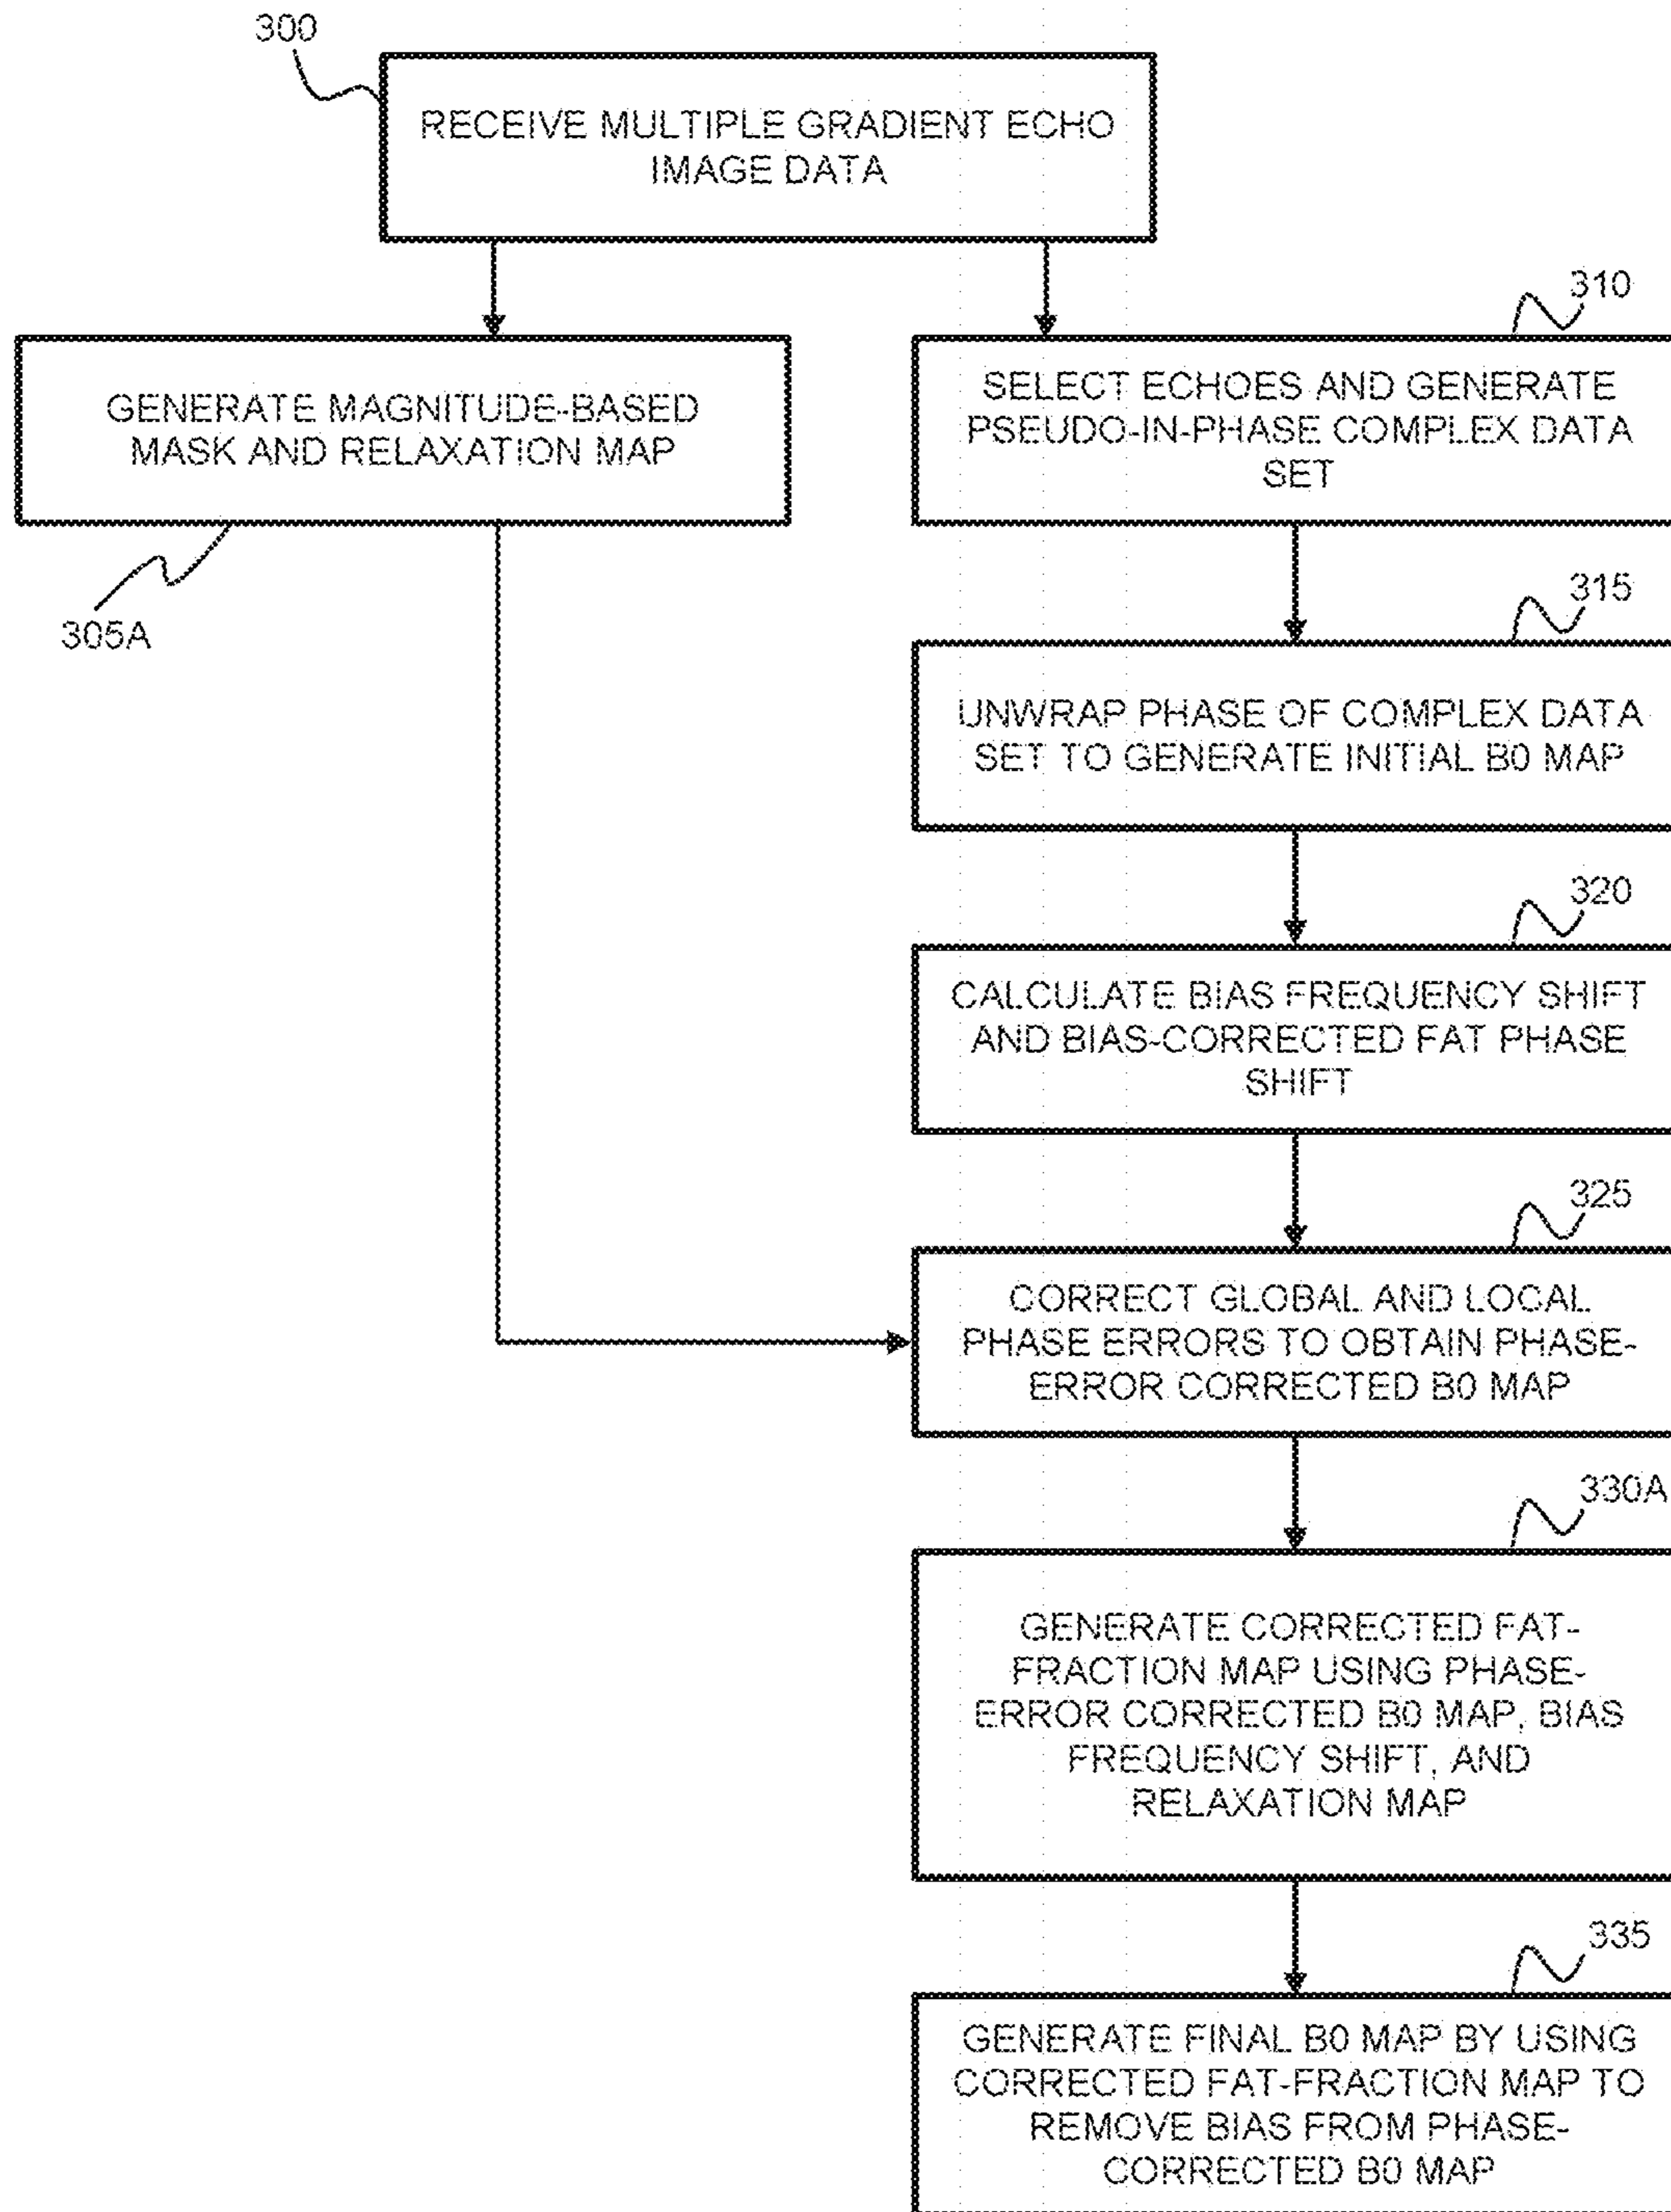 300
RECEIVE MULTIPLE GRADIENT ECHO
IMAGE DATA
GENERATE MAGNITUDE-BASED
MASK AND RELAXATION MAP
305A
310
SELECT ECHOES AND GENERATE
PSEUDO-IN-PHASE COMPLEX DATA
SET
315
UNWRAP PHASE OF COMPLEX DATA
SET TO GENERATE INITIAL B0 MAP
320
CALCULATE BIAS FREQUENCY SHIFT
AND BIAS-CORRECTED FAT PHASE
SHIFT
325
CORRECT GLOBAL AND LOCAL
PHASE ERRORS TO OBTAIN PHASE-
ERROR CORRECTED B0 MAP
330A
GENERATE CORRECTED FAT-
FRACTION MAP USING PHASE-
ERROR CORRECTED B0 MAP, BIAS
FREQUENCY SHIFT, AND
RELAXATION MAP
335
GENERATE FINAL B0 MAP BY USING
CORRECTED FAT-FRACTION MAP TO
REMOVE BIAS FROM PHASE-
CORRECTED B0 MAP